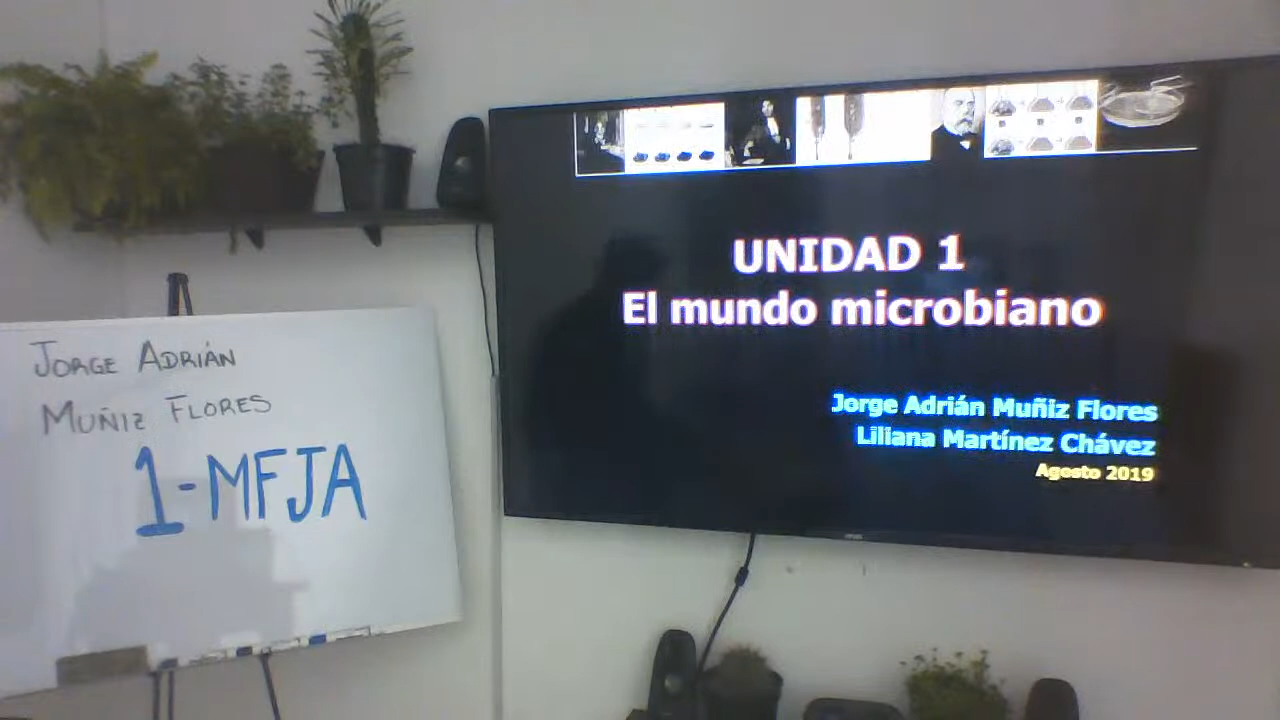 JORGE ADRIÁN
MUÑIZ FLORES
1-MFJA
UNIDAD 1
El mundo microbiano
Jorge Adrián Muñiz Flores
Liliana Martínez Chávez
Agosto 2019